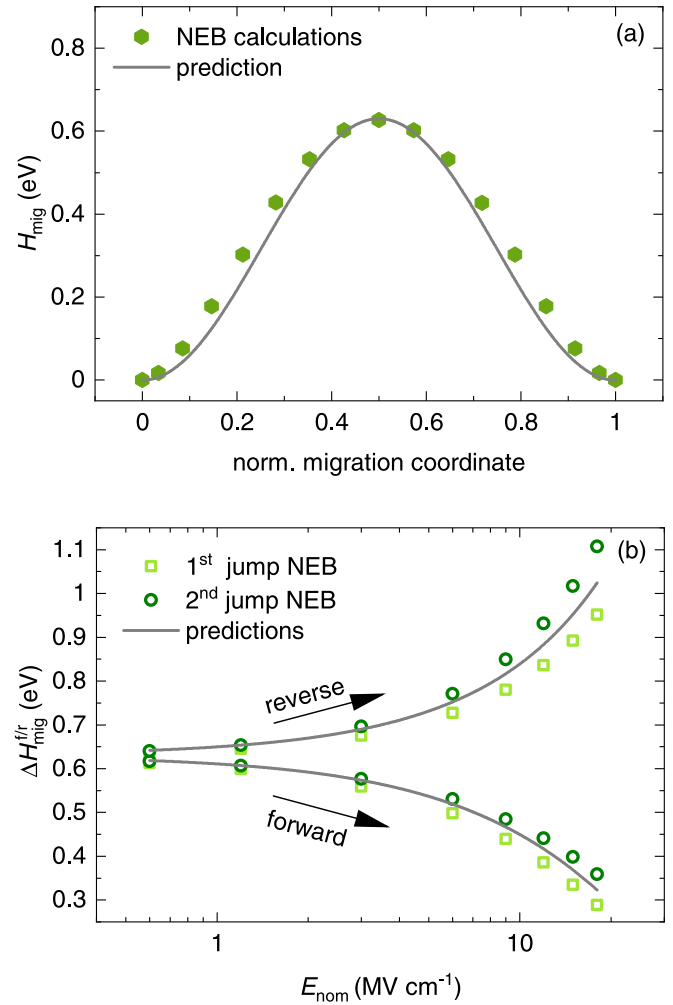 (a)
NEB calculations
prediction
0.8
0.6
0.4
0.2
0
H_mig (eV)
0 0.2 0.4 0.6 0.8 1
norm. migration coordinate
(b)
1st jump NEB
2nd jump NEB
predictions
1.1
1
0.9
0.8
0.7
0.6
0.5
0.4
0.3
ΔH_mig^f/r (eV)
reverse
forward
1 10
E_nom (MV cm⁻¹)